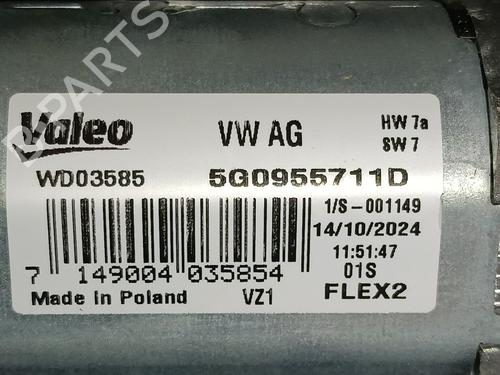 B-PARTS
Valeo
VW AG
HW 7a
SW 7
WD03585
5G0955711D
1/S-001149
14/10/2024
11:51:47
01S
7 149004 035854
Made in Poland
VZ1
FLEX2